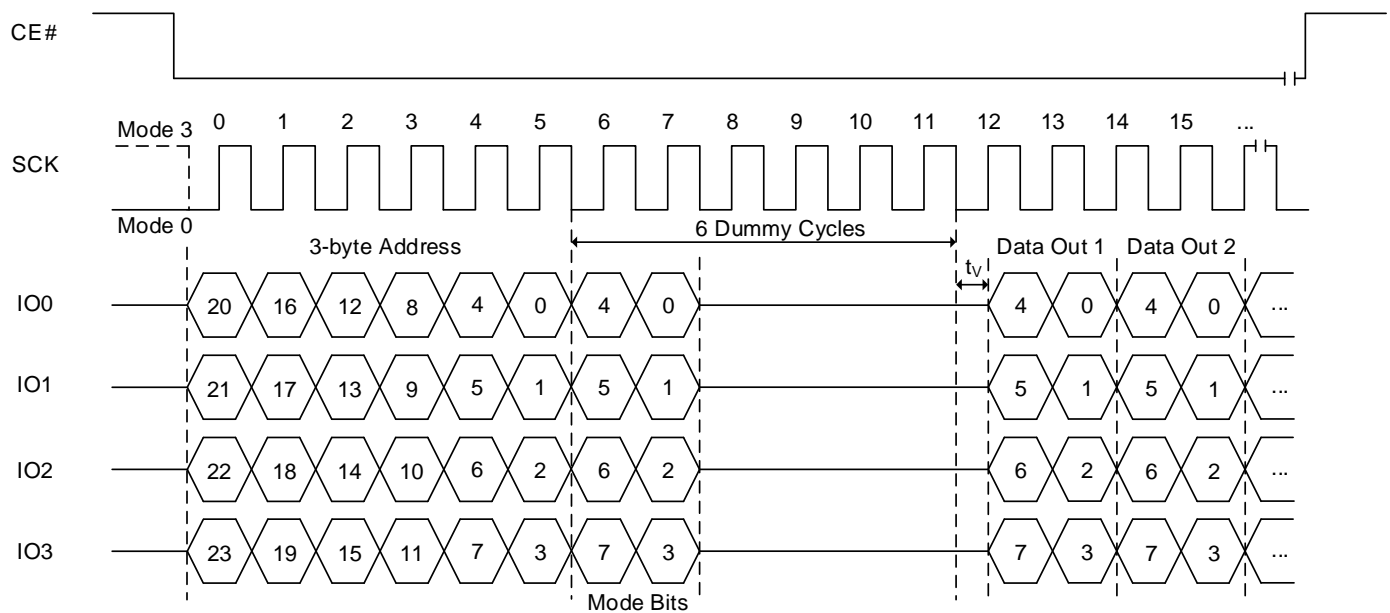 CE#
Mode 3 0 1 2 3 4 5 6 7 8 9 10 11 12 13 14 15 ...
SCK
Mode 0
6 Dummy Cycles
3-byte Address Data Out 1 Data Out 2
tV
IO0 20 16 12 8 4 0 4 0 4 0 4 0 ...
IO1 21 17 13 9 5 1 5 1 5 1 5 1 ...
IO2 22 18 14 10 6 2 6 2 6 2 6 2 ...
IO3 23 19 15 11 7 3 7 3 7 3 7 3 ...
Mode Bits